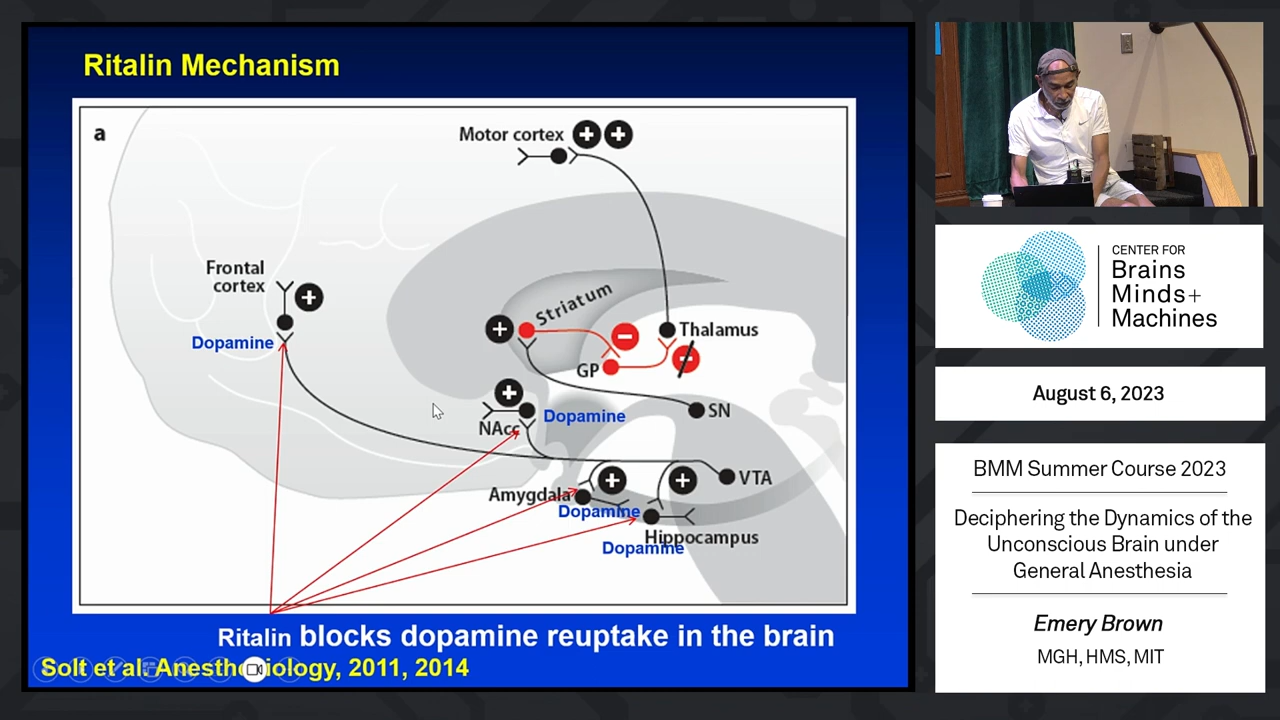 Ritalin Mechanism
a
Motor cortex
Frontal
cortex
Dopamine
Striatum
Thalamus
GP
SN
NAcc
Dopamine
VTA
Amygdala
Dopamine
Hippocampus
Dopamine
Ritalin blocks dopamine reuptake in the brain
Solt et al. Anesthesiology, 2011, 2014
CENTER FOR
Brains
Minds+
Machines
August 6, 2023
BMM Summer Course 2023
Deciphering the Dynamics of the
Unconscious Brain under
General Anesthesia
Emery Brown
MGH, HMS, MIT